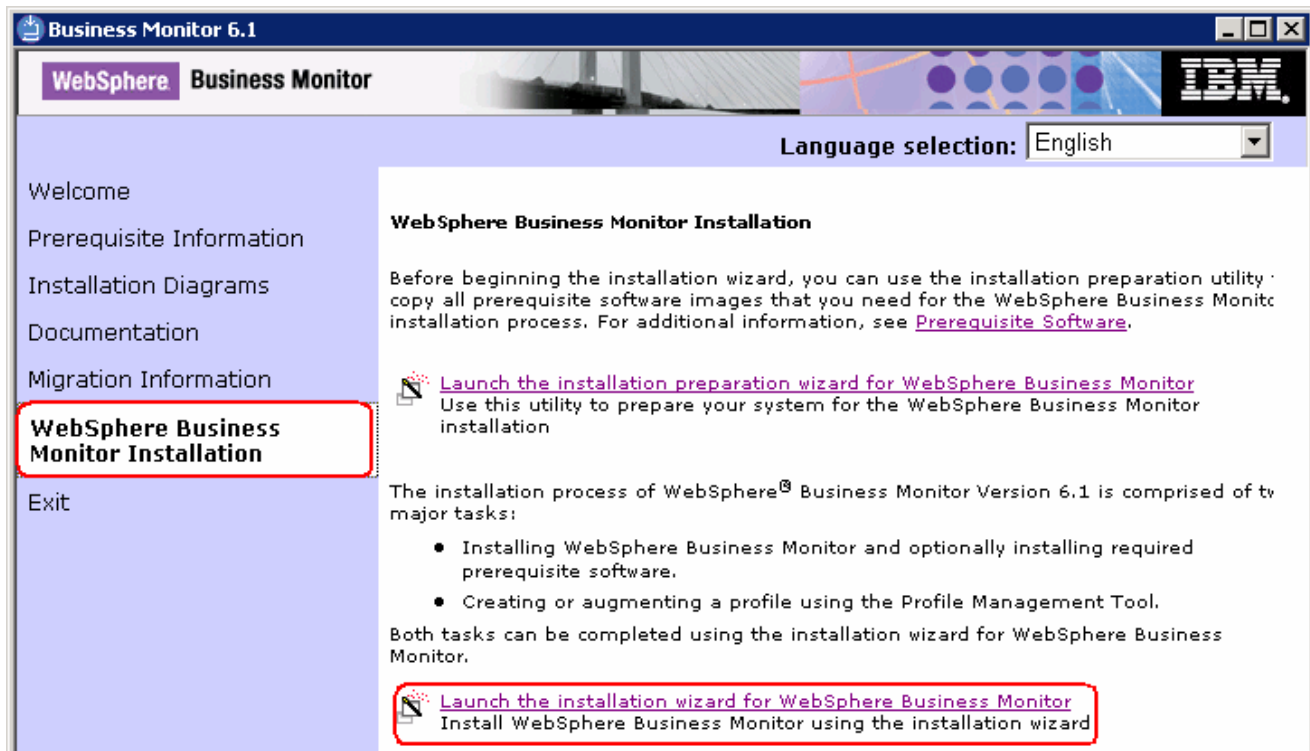 Business Monitor 6.1
WebSphere Business Monitor
IBM.
Language selection: English
Welcome
Prerequisite Information
Installation Diagrams
Documentation
Migration Information
WebSphere Business
Monitor Installation
Exit
WebSphere Business Monitor Installation
Before beginning the installation wizard, you can use the installation preparation utility
copy all prerequisite software images that you need for the WebSphere Business
installation process. For additional information, see Prerequisite Software.
Launch the installation preparation wizard for WebSphere Business Monitor
Use this utility to prepare your system for the WebSphere Business Monitor
installation
The installation process of WebSphere® Business Monitor Version 6.1 is comprised of
major tasks:
• Installing WebSphere Business Monitor and optionally installing required
prerequisite software.
• Creating or augmenting a profile using the Profile Management Tool.
Both tasks can be completed using the installation wizard for WebSphere Business
Monitor.
Launch the installation wizard for WebSphere Business Monitor
Install WebSphere Business Monitor using the installation wizard